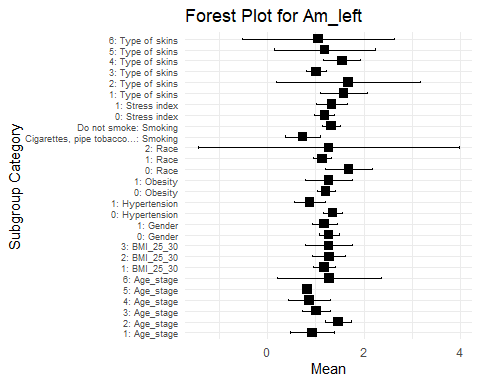 Forest Plot for Am_left
Subgroup Category
6: Type of skins
5: Type of skins
4: Type of skins
3: Type of skins
2: Type of skins
1: Type of skins
1: Stress index
0: Stress index
Do not smoke: Smoking
Cigarettes, pipe tobacco...: Smoking
2: Race
1: Race
0: Race
1: Obesity
0: Obesity
1: Hypertension
0: Hypertension
1: Gender
0: Gender
3: BMI_25_30
2: BMI_25_30
1: BMI_25_30
6: Age_stage
5: Age_stage
4: Age_stage
3: Age_stage
2: Age_stage
1: Age_stage
0 2 4
Mean